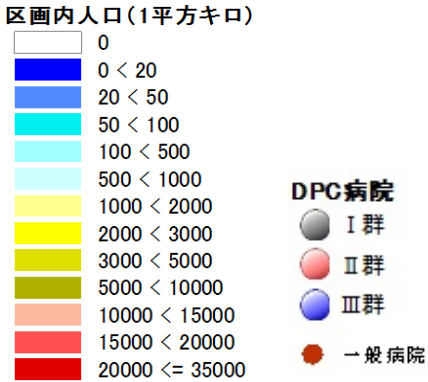 区画内人口(1平方キロ)
0
0 < 20
20 < 50
50 < 100
100 < 500
500 < 1000
1000 < 2000
2000 < 3000
3000 < 5000
5000 < 10000
10000 < 15000
15000 < 20000
20000 <= 35000
DPC病院
Ⅰ群
Ⅱ群
Ⅲ群
一般病院